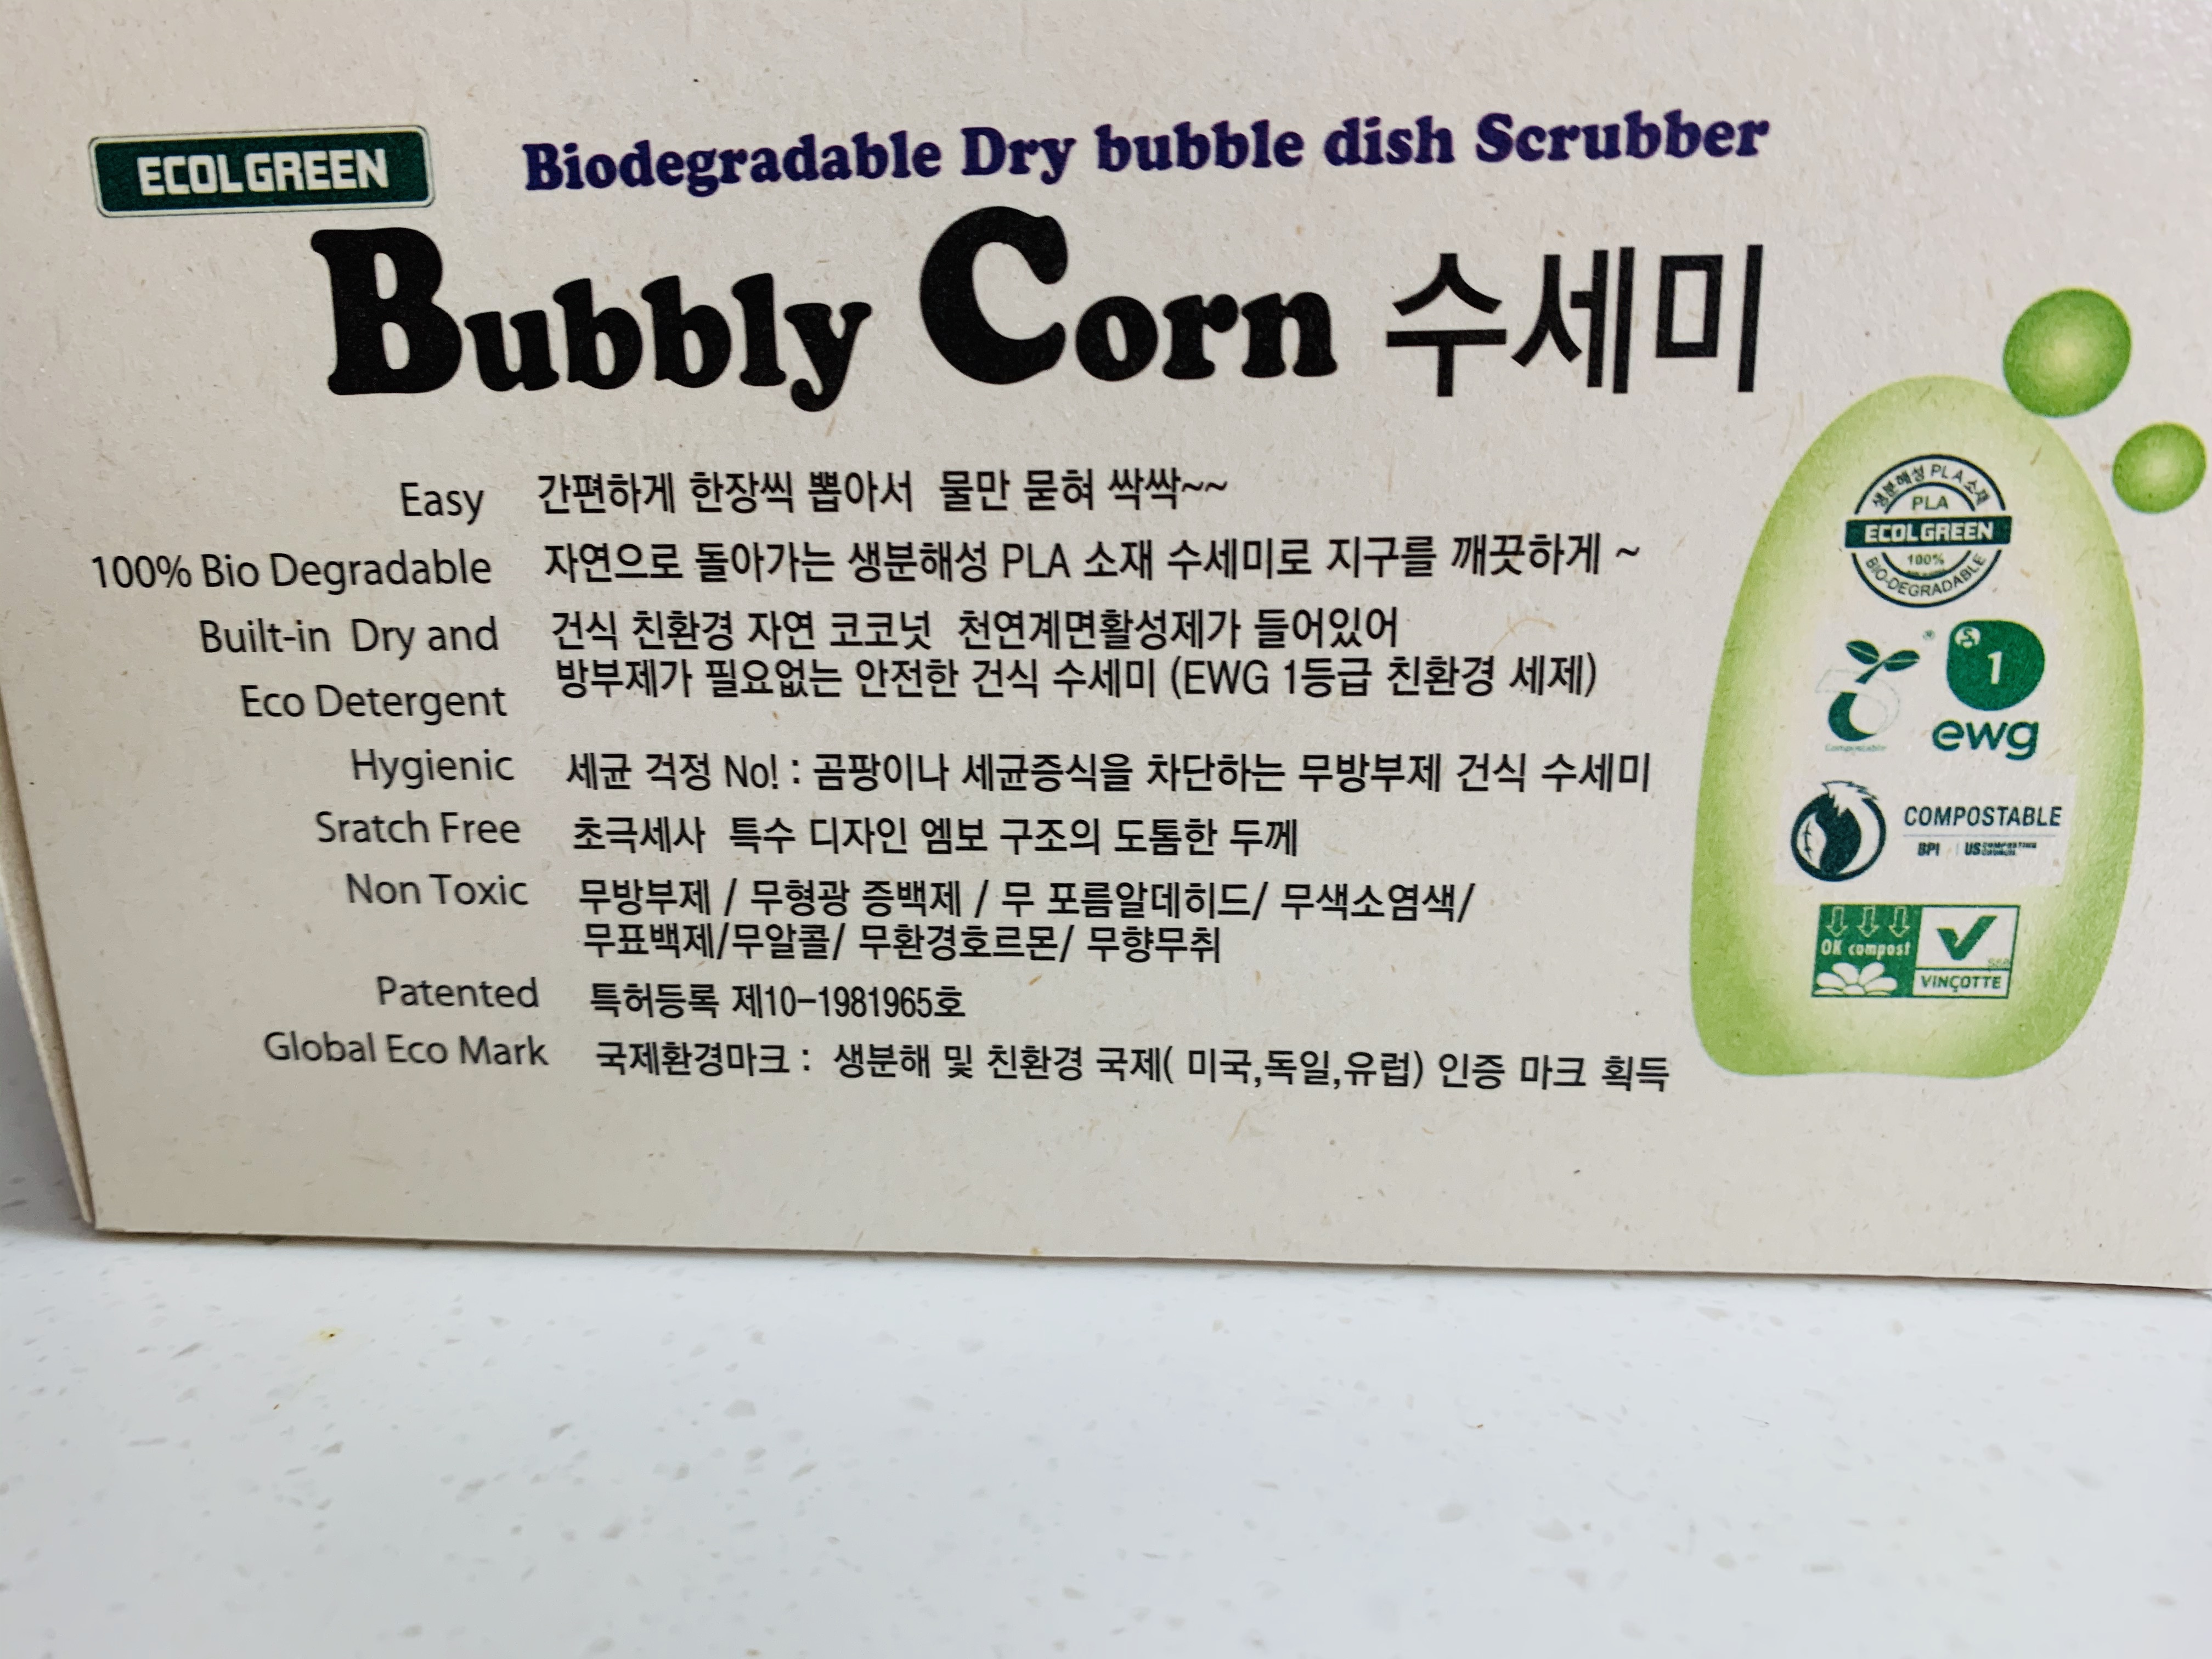 ECOLGREEN
Biodegradable Dry bubble dish Scrubber
Bubbly Corn 수세미
Easy 간편하게 한장씩 뽑아서 물만 묻혀 싹싹~~
100% Bio Degradable 자연으로 돌아가는 생분해성 PLA 소재 수세미로 지구를 깨끗하게 ~
Built-in Dry and 건식 친환경 자연 코코넛 천연계면활성제가 들어있어
Eco Detergent 방부제가 필요없는 안전한 건식 수세미 (EWG 1등급 친환경 세제)
Hygienic 세균 걱정 No! : 곰팡이나 세균증식을 차단하는 무방부제 건식 수세미
Sratch Free 초극세사 특수 디자인 엠보 구조의 도톰한 두께
Non Toxic 무방부제 / 무형광 증백제 / 무 포름알데히드/ 무색소염색/
무표백제/무알콜/ 무환경호르몬/ 무향무취
Patented 특허등록 제10-1981965호
Global Eco Mark 국제환경마크 : 생분해 및 친환경 국제( 미국,독일,유럽) 인증 마크 획득
생분해성 PLA 소재
PLA
ECOLGREEN
100%
BIO-DEGRADABLE
® 
1
ewg
Compostable
COMPOSTABLE
BPI US
OK compost
VINÇOTTE